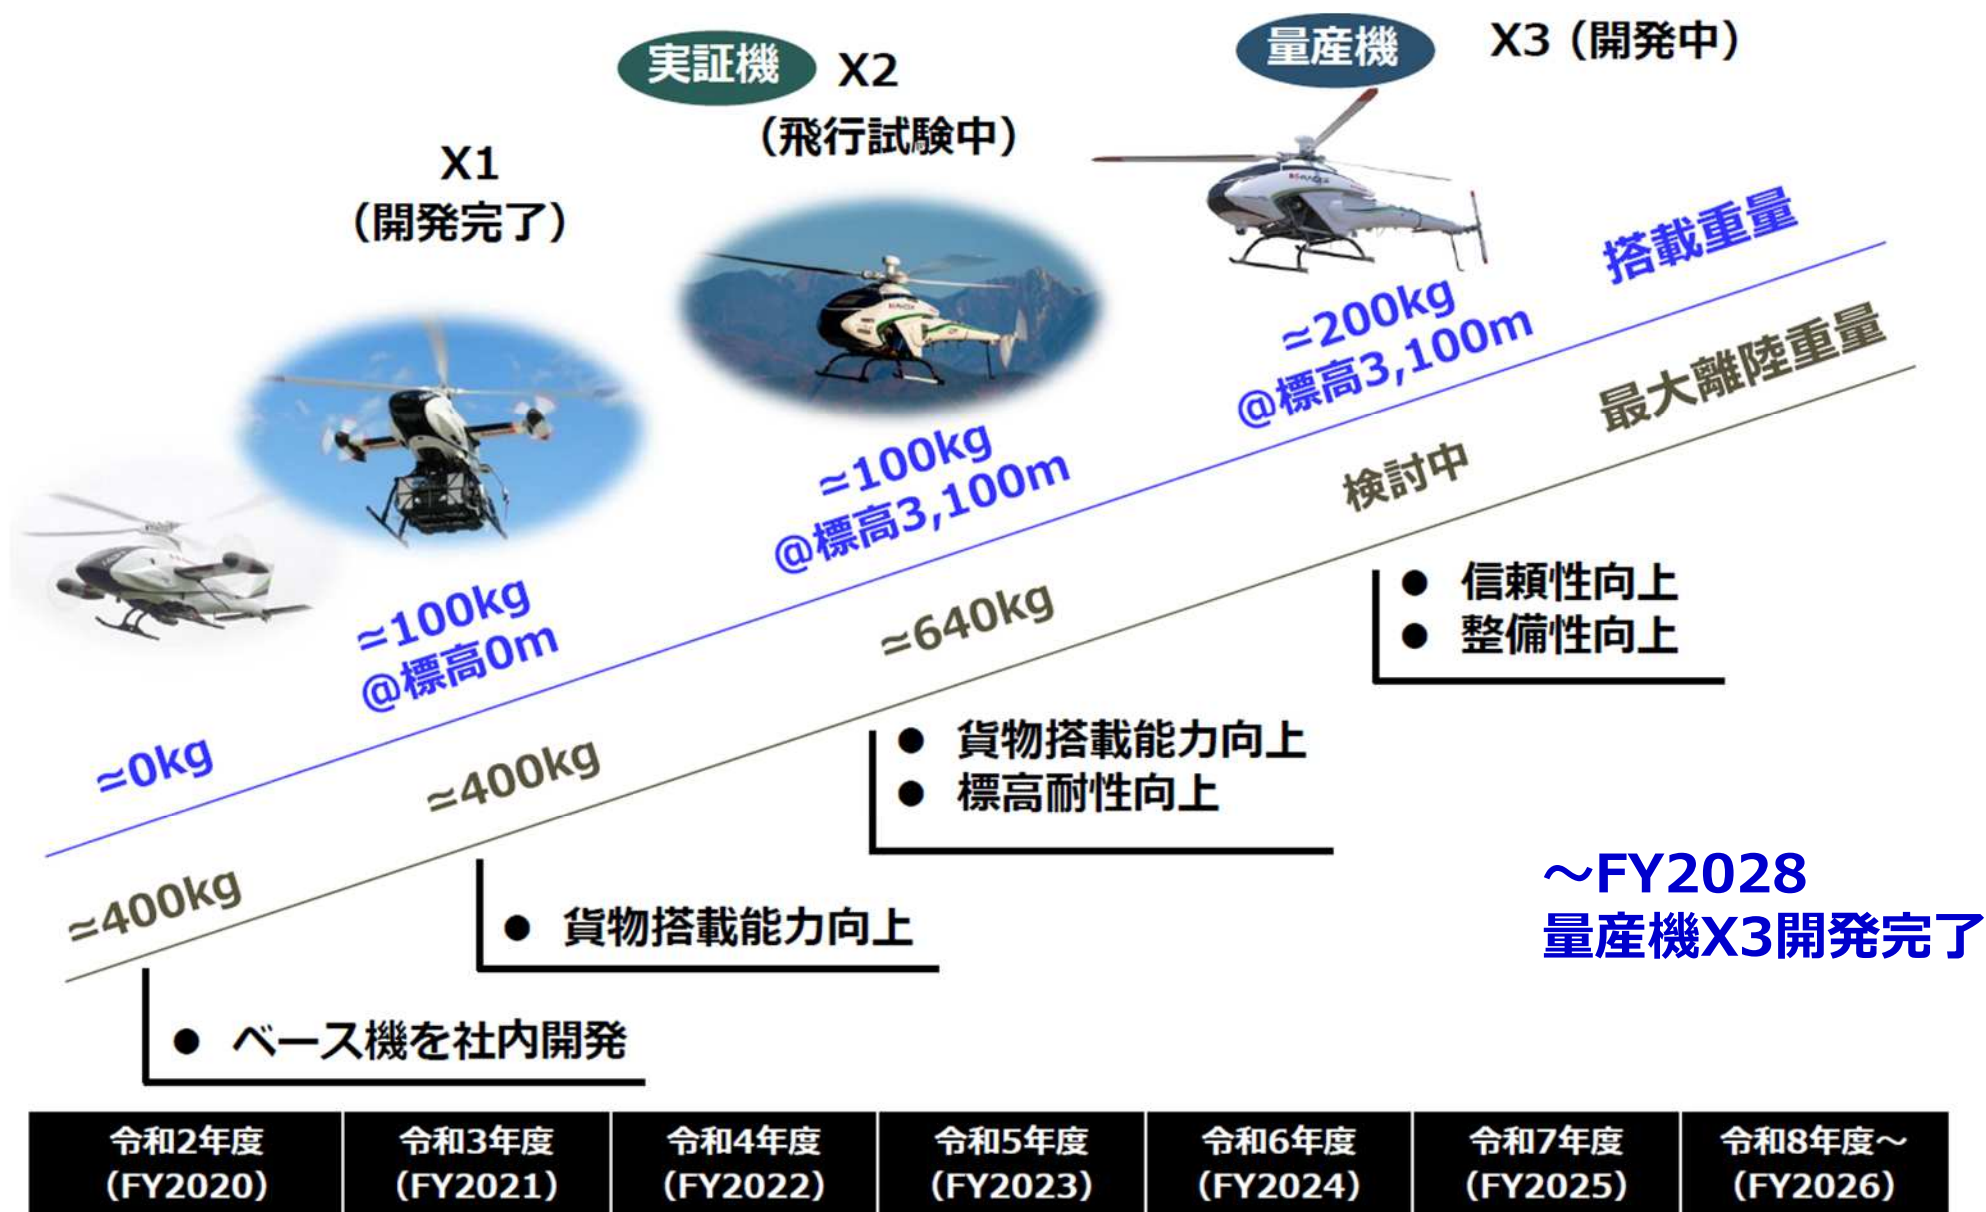 実証機 X2
(飛行試験中)
量産機 X3 (開発中)
X1
(開発完了)
搭載重量
≃200kg
@標高3,100m
最大離陸重量
≃100kg
@標高3,100m
検討中
≃100kg
@標高0m
≃640kg
● 信頼性向上
● 整備性向上
≃0kg
≃400kg
● 貨物搭載能力向上
● 標高耐性向上
≃400kg
● 貨物搭載能力向上
～FY2028
量産機X3開発完了
● ベース機を社内開発
令和2年度
(FY2020)
令和3年度
(FY2021)
令和4年度
(FY2022)
令和5年度
(FY2023)
令和6年度
(FY2024)
令和7年度
(FY2025)
令和8年度～
(FY2026)